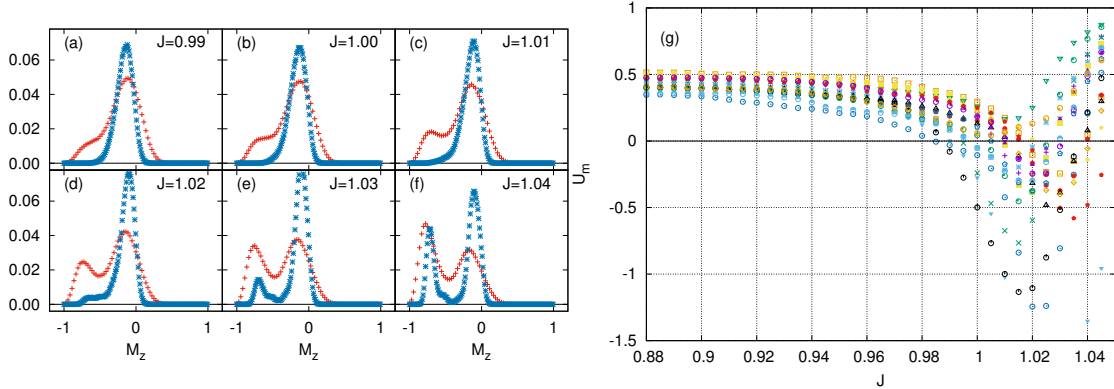 (a) J=0.99 (b) J=1.00 (c) J=1.01
0.06
0.04
0.02
0.00
(d) J=1.02 (e) J=1.03 (f) J=1.04
0.06
0.04
0.02
0.00
-1 0 1 -1 0 1 -1 0 1
M_z M_z M_z
(g)
1
0.5
0
-0.5
-1
-1.5
U_m
0.88 0.9 0.92 0.94 0.96 0.98 1 1.02 1.04
J